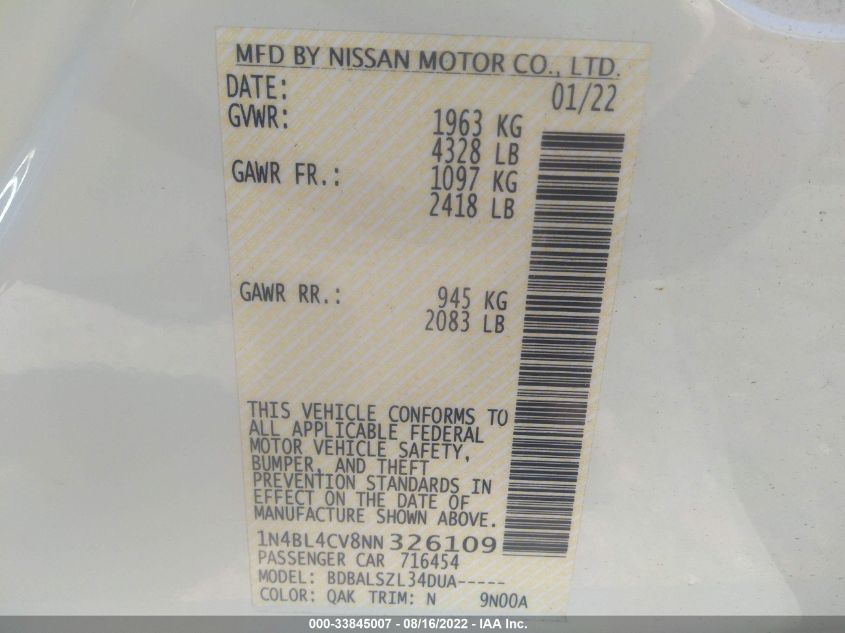 MFD BY NISSAN MOTOR CO., LTD.
DATE: 01/22
GVWR: 1963 KG
4328 LB
GAWR FR.: 1097 KG
2418 LB
GAWR RR.: 945 KG
2083 LB
THIS VEHICLE CONFORMS TO
ALL APPLICABLE FEDERAL
MOTOR VEHICLE SAFETY,
BUMPER, AND THEFT
PREVENTION STANDARDS IN
EFFECT ON THE DATE OF
MANUFACTURE SHOWN ABOVE.
1N4BL4CV8NN 326109
PASSENGER CAR 716454
MODEL: BDBALSZL34DUA-----
COLOR: QAK TRIM: N 9N00A
000-33845007 - 08/16/2022 - IAA Inc.